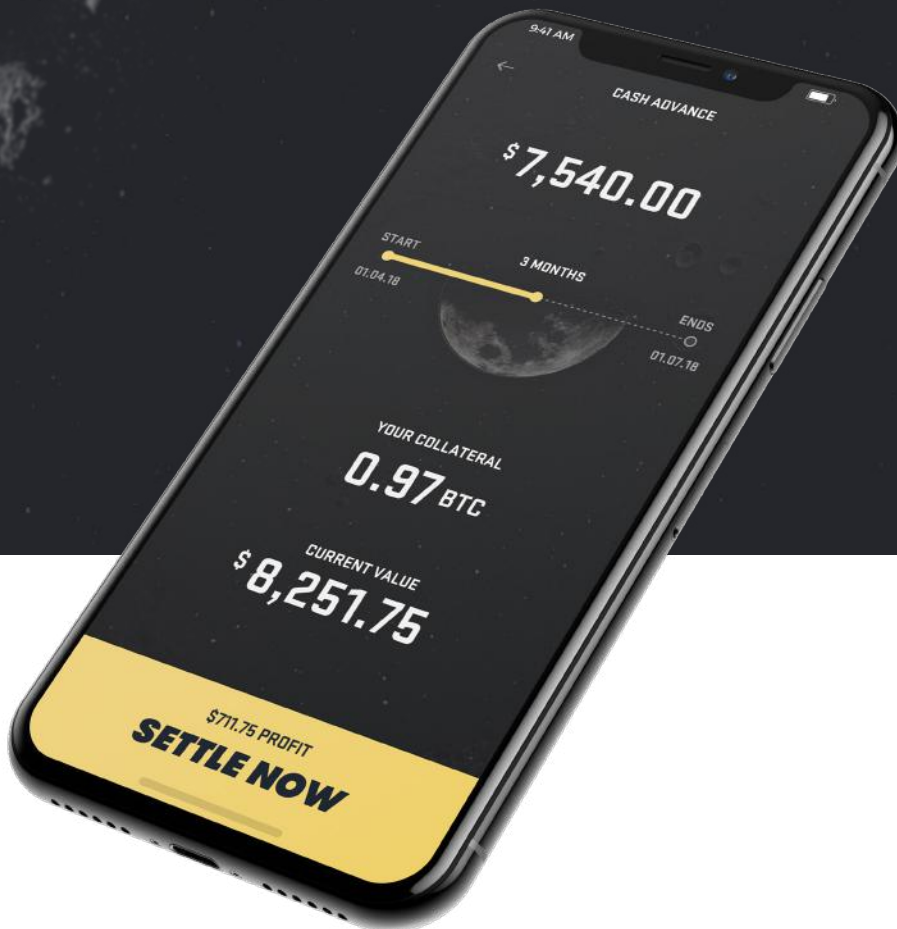 9:41 AM
CASH ADVANCE
$7,540.00
START
3 MONTHS
ENDS
01.04.18
01.07.18
YOUR COLLATERAL
0.97 BTC
CURRENT VALUE
$8,251.75
$711.75 PROFIT
SETTLE NOW